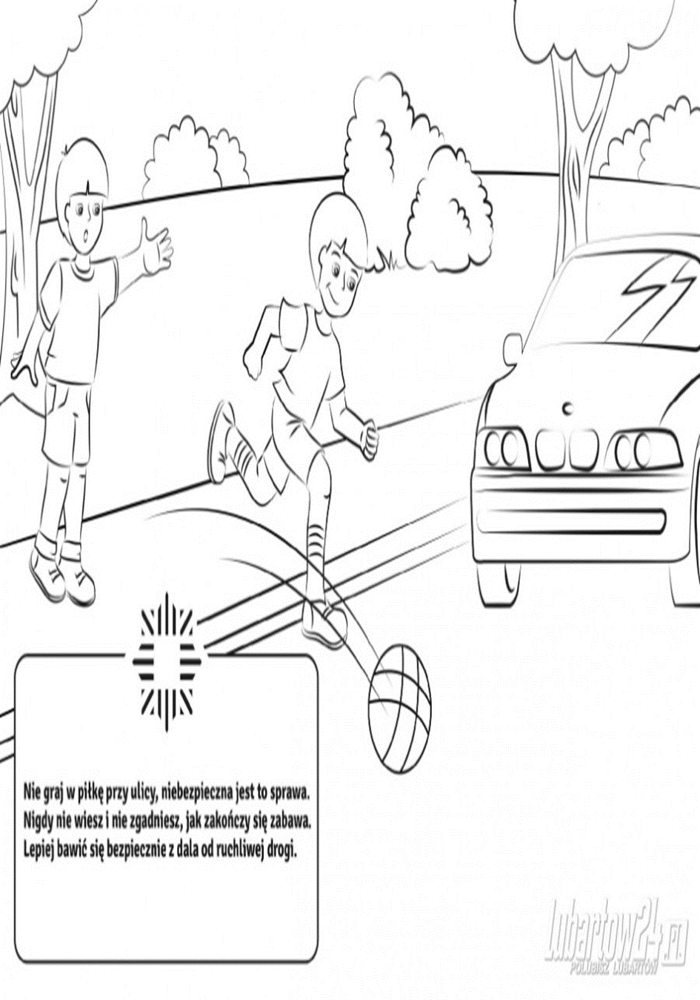 Nie graj w piłkę przy ulicy, niebezpieczna jest to sprawa.
Nigdy nie wiesz i nie zgadniesz, jak zakończy się zabawa.
Lepiej bawić się bezpiecznie z dala od ruchliwej drogi.
lubartow24.PL
POLUBISZ LUBARTÓW